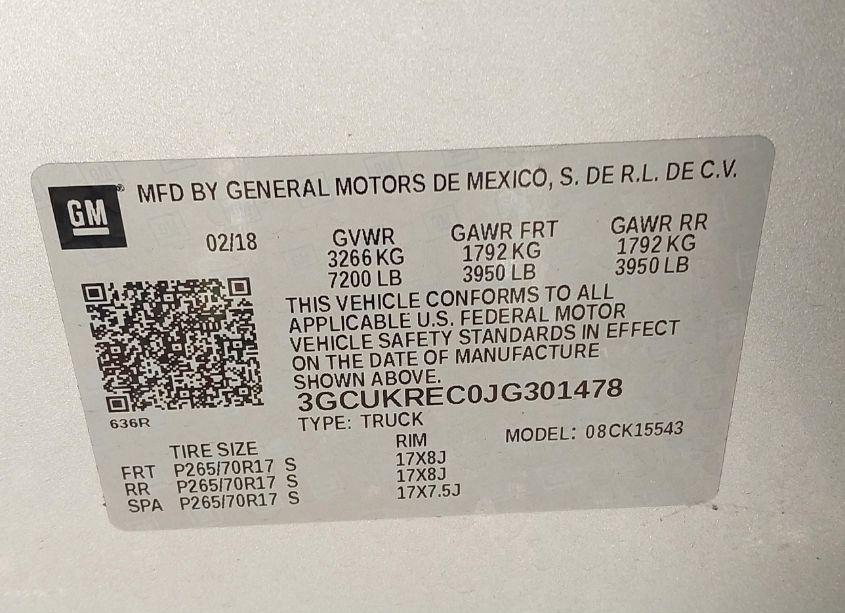 GM
MFD BY GENERAL MOTORS DE MEXICO, S. DE R.L. DE C.V.
02/18
GVWR GAWR FRT GAWR RR
3266 KG 1792 KG 1792 KG
7200 LB 3950 LB 3950 LB
THIS VEHICLE CONFORMS TO ALL
APPLICABLE U.S. FEDERAL MOTOR
VEHICLE SAFETY STANDARDS IN EFFECT
ON THE DATE OF MANUFACTURE
SHOWN ABOVE.
3GCUKREC0JG301478
636R
TYPE: TRUCK
MODEL: 08CK15543
TIRE SIZE RIM
FRT P265/70R17 S 17X8J
RR P265/70R17 S 17X8J
SPA P265/70R17 S 17X7.5J